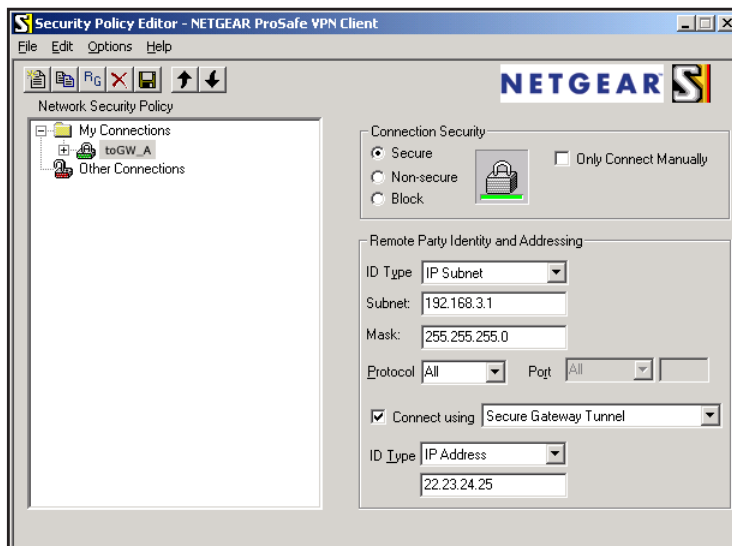 Security Policy Editor - NETGEAR ProSafe VPN Client
File Edit Options Help
RG
NETGEAR S
Network Security Policy
My Connections
toGW_A
Other Connections
Connection Security
Secure
Non-secure
Block
Only Connect Manually
Remote Party Identity and Addressing
ID Type IP Subnet
Subnet: 192.168.3.1
Mask: 255.255.255.0
Protocol All Port All
Connect using Secure Gateway Tunnel
ID Type IP Address
22.23.24.25